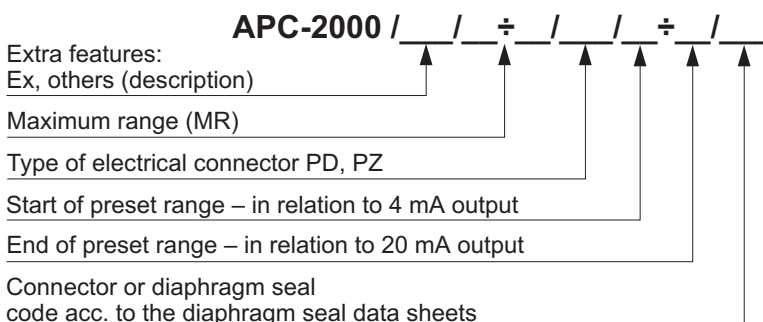 APC-2000 /___/__÷__/___/__÷__/___
Extra features:
Ex, others (description)
Maximum range (MR)
Type of electrical connector PD, PZ
Start of preset range – in relation to 4 mA output
End of preset range – in relation to 20 mA output
Connector or diaphragm seal
code acc. to the diaphragm seal data sheets